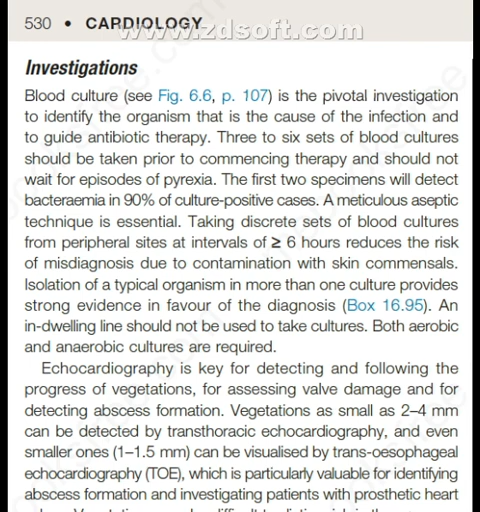 530 • CARDIOLOGY
www.zdsoft.com
Investigations
Blood culture (see Fig. 6.6, p. 107) is the pivotal investigation
to identify the organism that is the cause of the infection and
to guide antibiotic therapy. Three to six sets of blood cultures
should be taken prior to commencing therapy and should not
wait for episodes of pyrexia. The first two specimens will detect
bacteraemia in 90% of culture-positive cases. A meticulous aseptic
technique is essential. Taking discrete sets of blood cultures
from peripheral sites at intervals of ≥ 6 hours reduces the risk
of misdiagnosis due to contamination with skin commensals.
Isolation of a typical organism in more than one culture provides
strong evidence in favour of the diagnosis (Box 16.95). An
in-dwelling line should not be used to take cultures. Both aerobic
and anaerobic cultures are required.
Echocardiography is key for detecting and following the
progress of vegetations, for assessing valve damage and for
detecting abscess formation. Vegetations as small as 2–4 mm
can be detected by transthoracic echocardiography, and even
smaller ones (1–1.5 mm) can be visualised by trans-oesophageal
echocardiography (TOE), which is particularly valuable for identifying
abscess formation and investigating patients with prosthetic heart